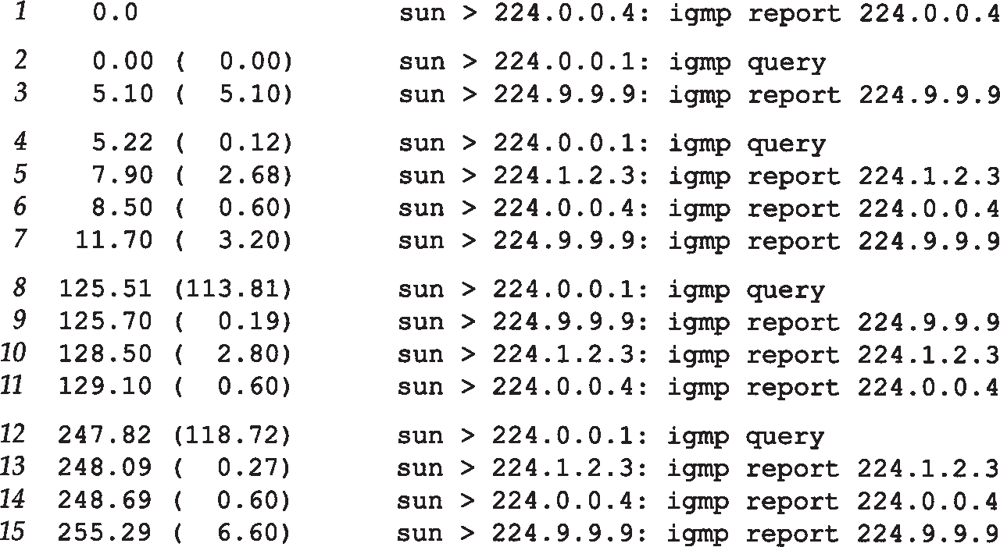 1 0.0 sun > 224.0.0.4: igmp report 224.0.0.4
2 0.00 ( 0.00) sun > 224.0.0.1: igmp query
3 5.10 ( 5.10) sun > 224.9.9.9: igmp report 224.9.9.9
4 5.22 ( 0.12) sun > 224.0.0.1: igmp query
5 7.90 ( 2.68) sun > 224.1.2.3: igmp report 224.1.2.3
6 8.50 ( 0.60) sun > 224.0.0.4: igmp report 224.0.0.4
7 11.70 ( 3.20) sun > 224.9.9.9: igmp report 224.9.9.9
8 125.51 (113.81) sun > 224.0.0.1: igmp query
9 125.70 ( 0.19) sun > 224.9.9.9: igmp report 224.9.9.9
10 128.50 ( 2.80) sun > 224.1.2.3: igmp report 224.1.2.3
11 129.10 ( 0.60) sun > 224.0.0.4: igmp report 224.0.0.4
12 247.82 (118.72) sun > 224.0.0.1: igmp query
13 248.09 ( 0.27) sun > 224.1.2.3: igmp report 224.1.2.3
14 248.69 ( 0.60) sun > 224.0.0.4: igmp report 224.0.0.4
15 255.29 ( 6.60) sun > 224.9.9.9: igmp report 224.9.9.9